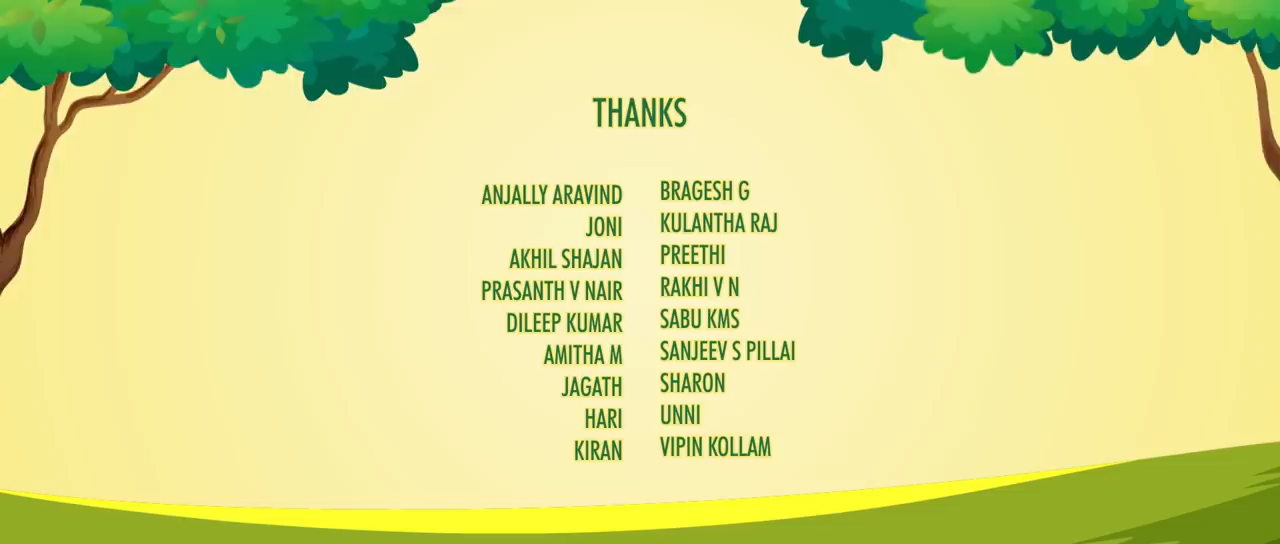 THANKS
ANJALLY ARAVIND
JONI
AKHIL SHAJAN
PRASANTH V NAIR
DILEEP KUMAR
AMITHA M
JAGATH
HARI
KIRAN
BRAGESH G
KULANTHA RAJ
PREETHI
RAKHI V N
SABU KMS
SANJEEV S PILLAI
SHARON
UNNI
VIPIN KOLLAM